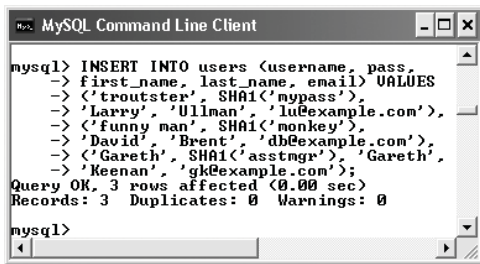 MySQL Command Line Client
mysql> INSERT INTO users (username, pass,
    -> first_name, last_name, email) VALUES
    -> ('troutster', SHA1('mypass'),
    -> 'Larry', 'Ullman', 'lu@example.com'),
    -> ('funny man', SHA1('monkey'),
    -> 'David', 'Brent', 'db@example.com'),
    -> ('Gareth', SHA1('asstmgr'), 'Gareth',
    -> 'Keenan', 'gk@example.com');
Query OK, 3 rows affected (0.00 sec)
Records: 3  Duplicates: 0  Warnings: 0
mysql>